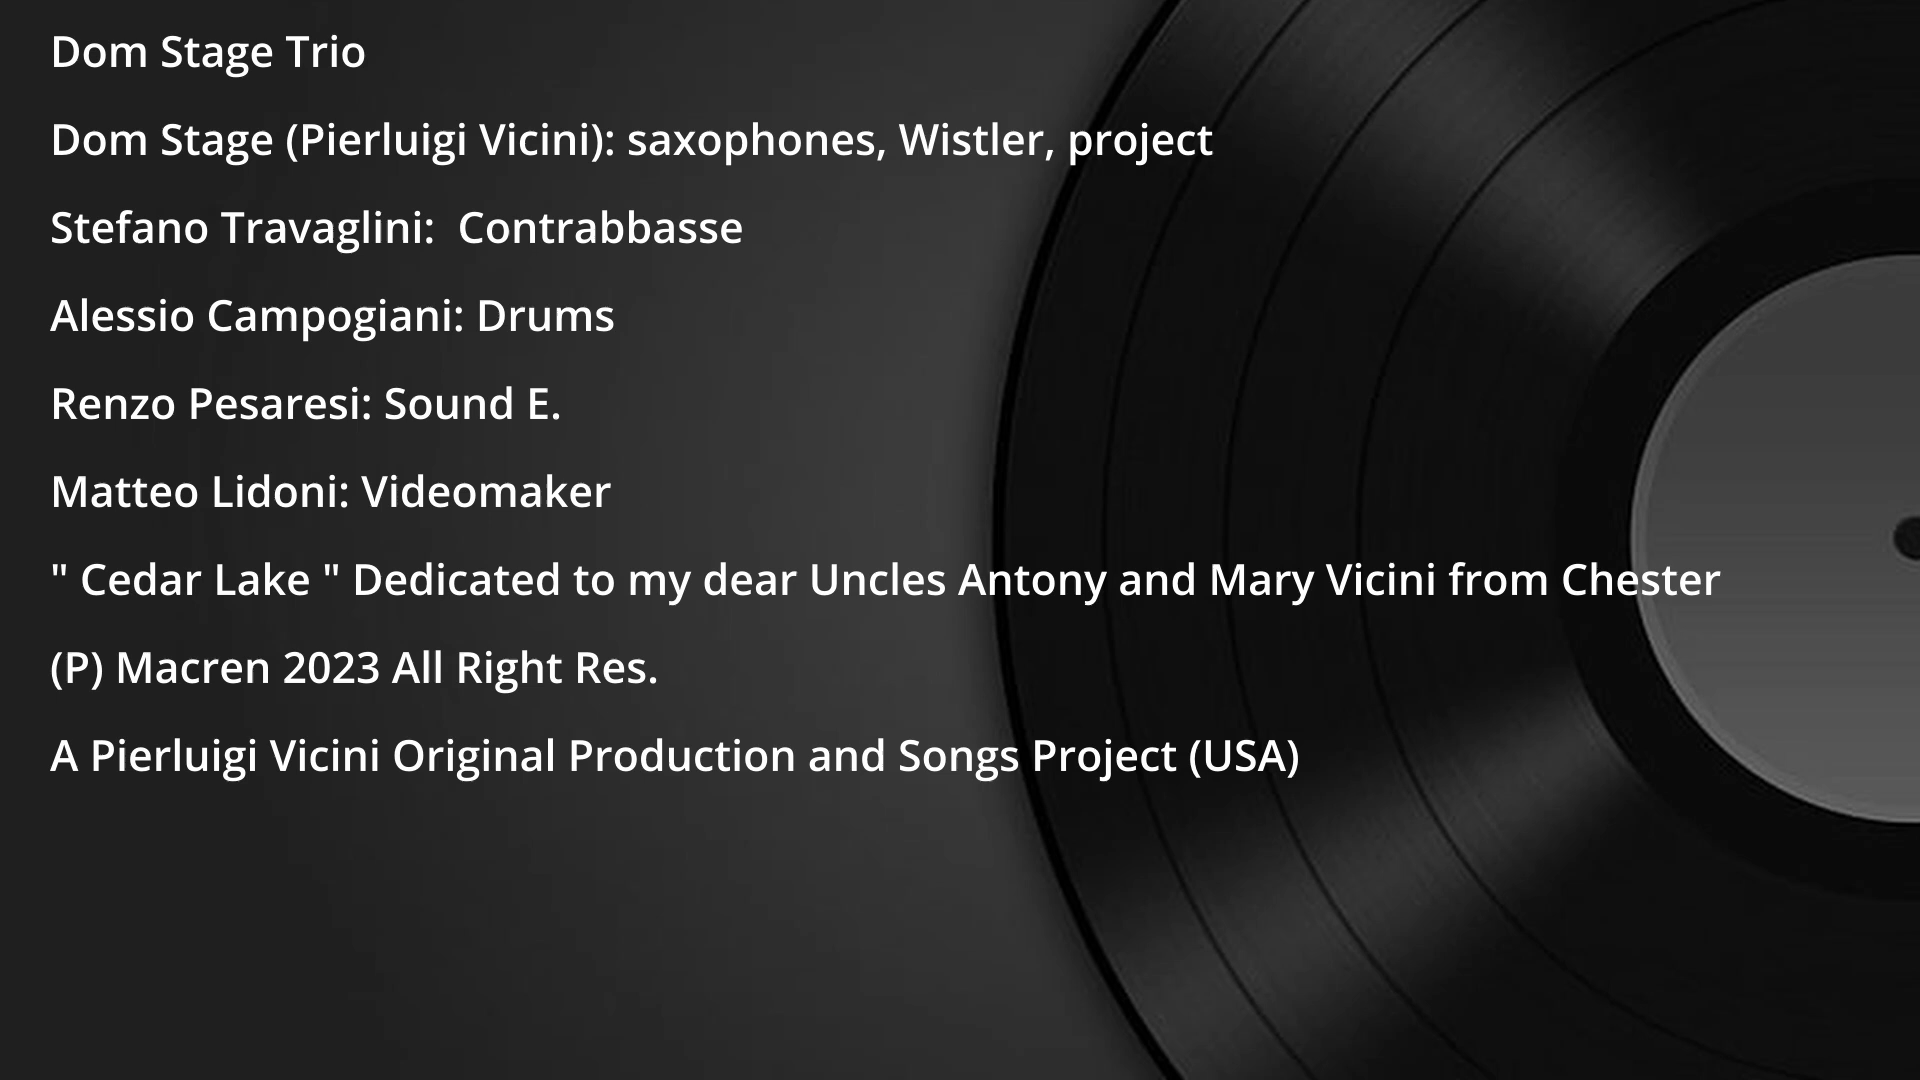 Dom Stage Trio
Dom Stage (Pierluigi Vicini): saxophones, Wistler, project
Stefano Travaglini:  Contrabbasse
Alessio Campogiani: Drums
Renzo Pesaresi: Sound E.
Matteo Lidoni: Videomaker
" Cedar Lake " Dedicated to my dear Uncles Antony and Mary Vicini from Chester
(P) Macren 2023 All Right Res.
A Pierluigi Vicini Original Production and Songs Project (USA)